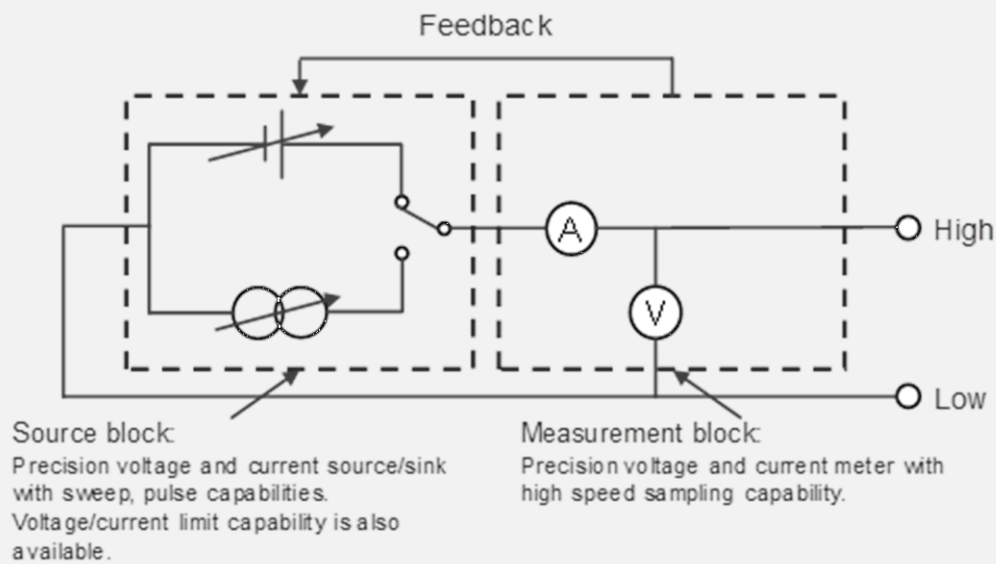 Feedback
A
High
V
Low
Source block:
Precision voltage and current source/sink
with sweep, pulse capabilities.
Voltage/current limit capability is also
available.
Measurement block:
Precision voltage and current meter with
high speed sampling capability.